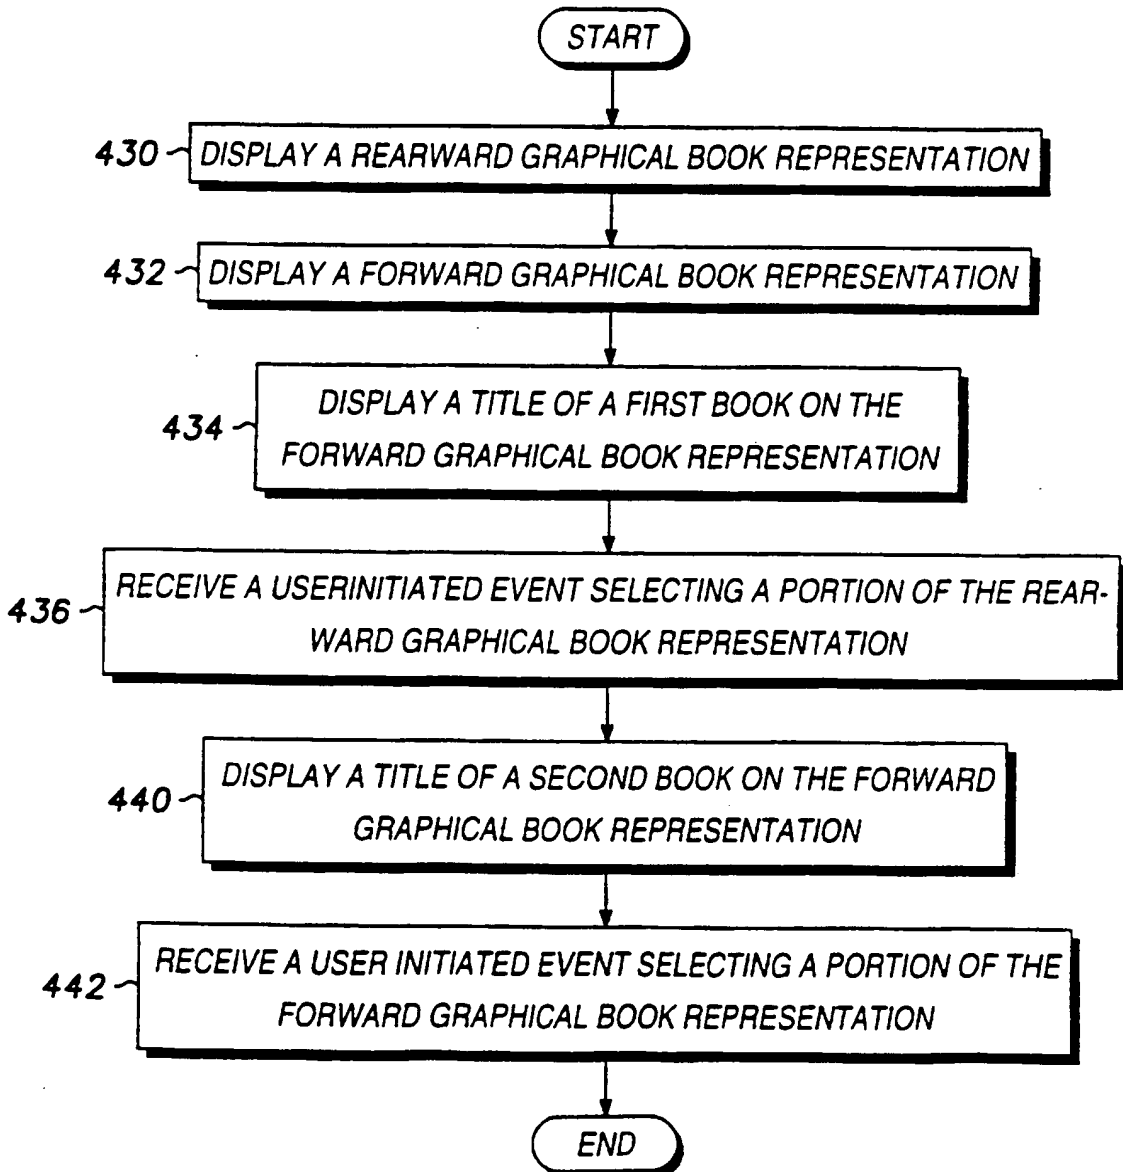 START
430 DISPLAY A REARWARD GRAPHICAL BOOK REPRESENTATION
432 DISPLAY A FORWARD GRAPHICAL BOOK REPRESENTATION
DISPLAY A TITLE OF A FIRST BOOK ON THE
434
FORWARD GRAPHICAL BOOK REPRESENTATION
RECEIVE A USERINITIATED EVENT SELECTING A PORTION OF THE REAR-
436
WARD GRAPHICAL BOOK REPRESENTATION
DISPLAY A TITLE OF A SECOND BOOK ON THE FORWARD
440
GRAPHICAL BOOK REPRESENTATION
RECEIVE A USER INITIATED EVENT SELECTING A PORTION OF THE
442
FORWARD GRAPHICAL BOOK REPRESENTATION
END